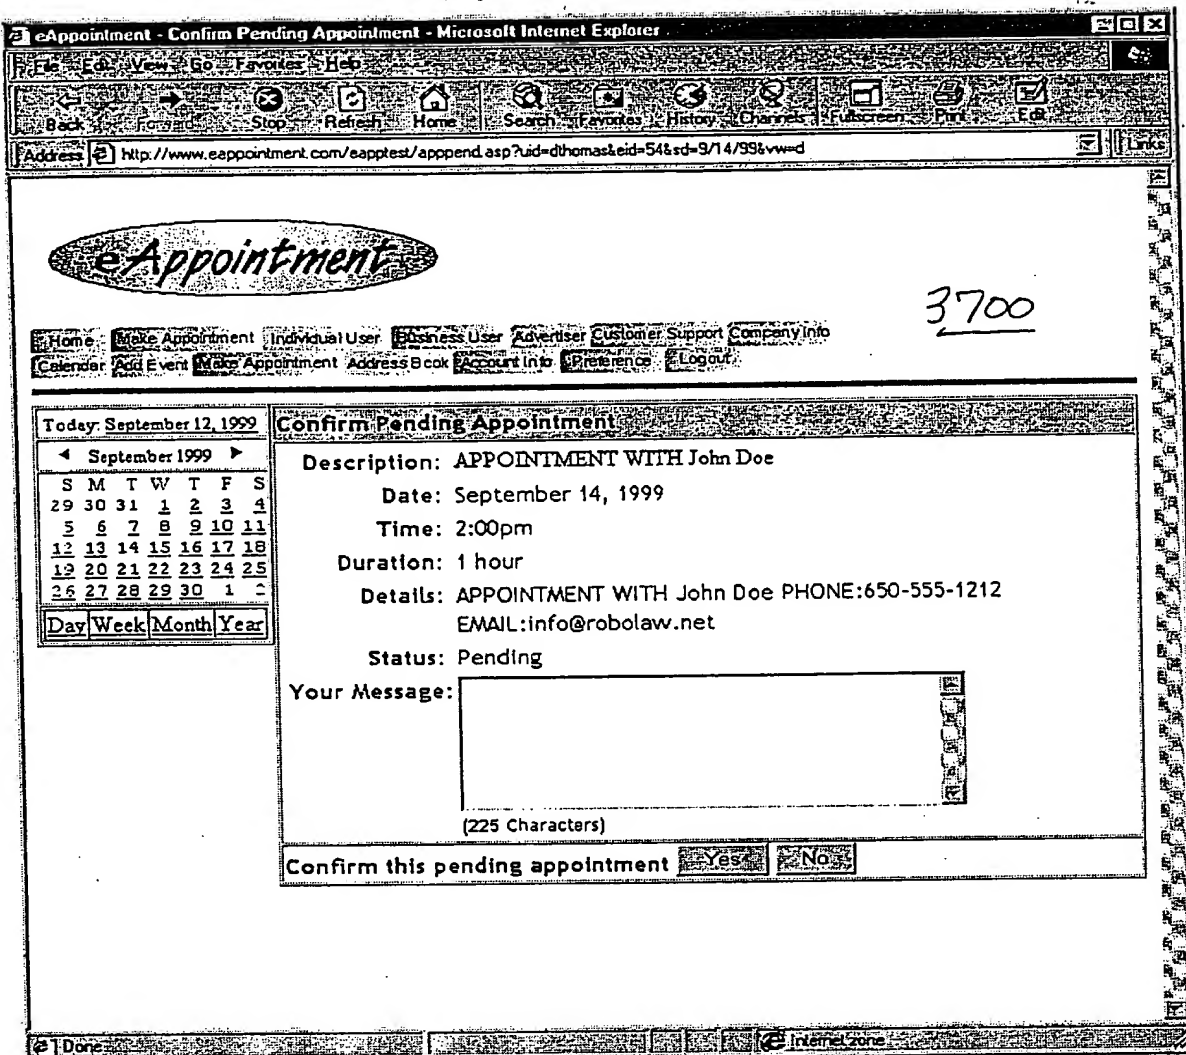 eAppointment - Confirm Pending Appointment - Microsoft Internet Explorer
File Edit View Go Favorites Help
Back Forward Stop Refresh Home Search Favorites History Channels Fullscreen Print Edit
Address http://www.eappointment.com/eapptest/apppend.asp?uid=dthomas&eid=54&sd=9/14/99&vw=d Links
eAppointment
3700
Home Make Appointment Individual User Business User Advertiser Customer Support Company Info
Calendar Add Event Make Appointment Address Book Account Info Preference Logout
Today: September 12, 1999
◄ September 1999 ►
S M T W T F S
29 30 31 1 2 3 4
5 6 7 8 9 10 11
12 13 14 15 16 17 18
19 20 21 22 23 24 25
26 27 28 29 30 1 2
Day Week Month Year
Confirm Pending Appointment
Description: APPOINTMENT WITH John Doe
Date: September 14, 1999
Time: 2:00pm
Duration: 1 hour
Details: APPOINTMENT WITH John Doe PHONE:650-555-1212
EMAIL:info@robolaw.net
Status: Pending
Your Message:
(225 Characters)
Confirm this pending appointment Yes No
Done Internet zone